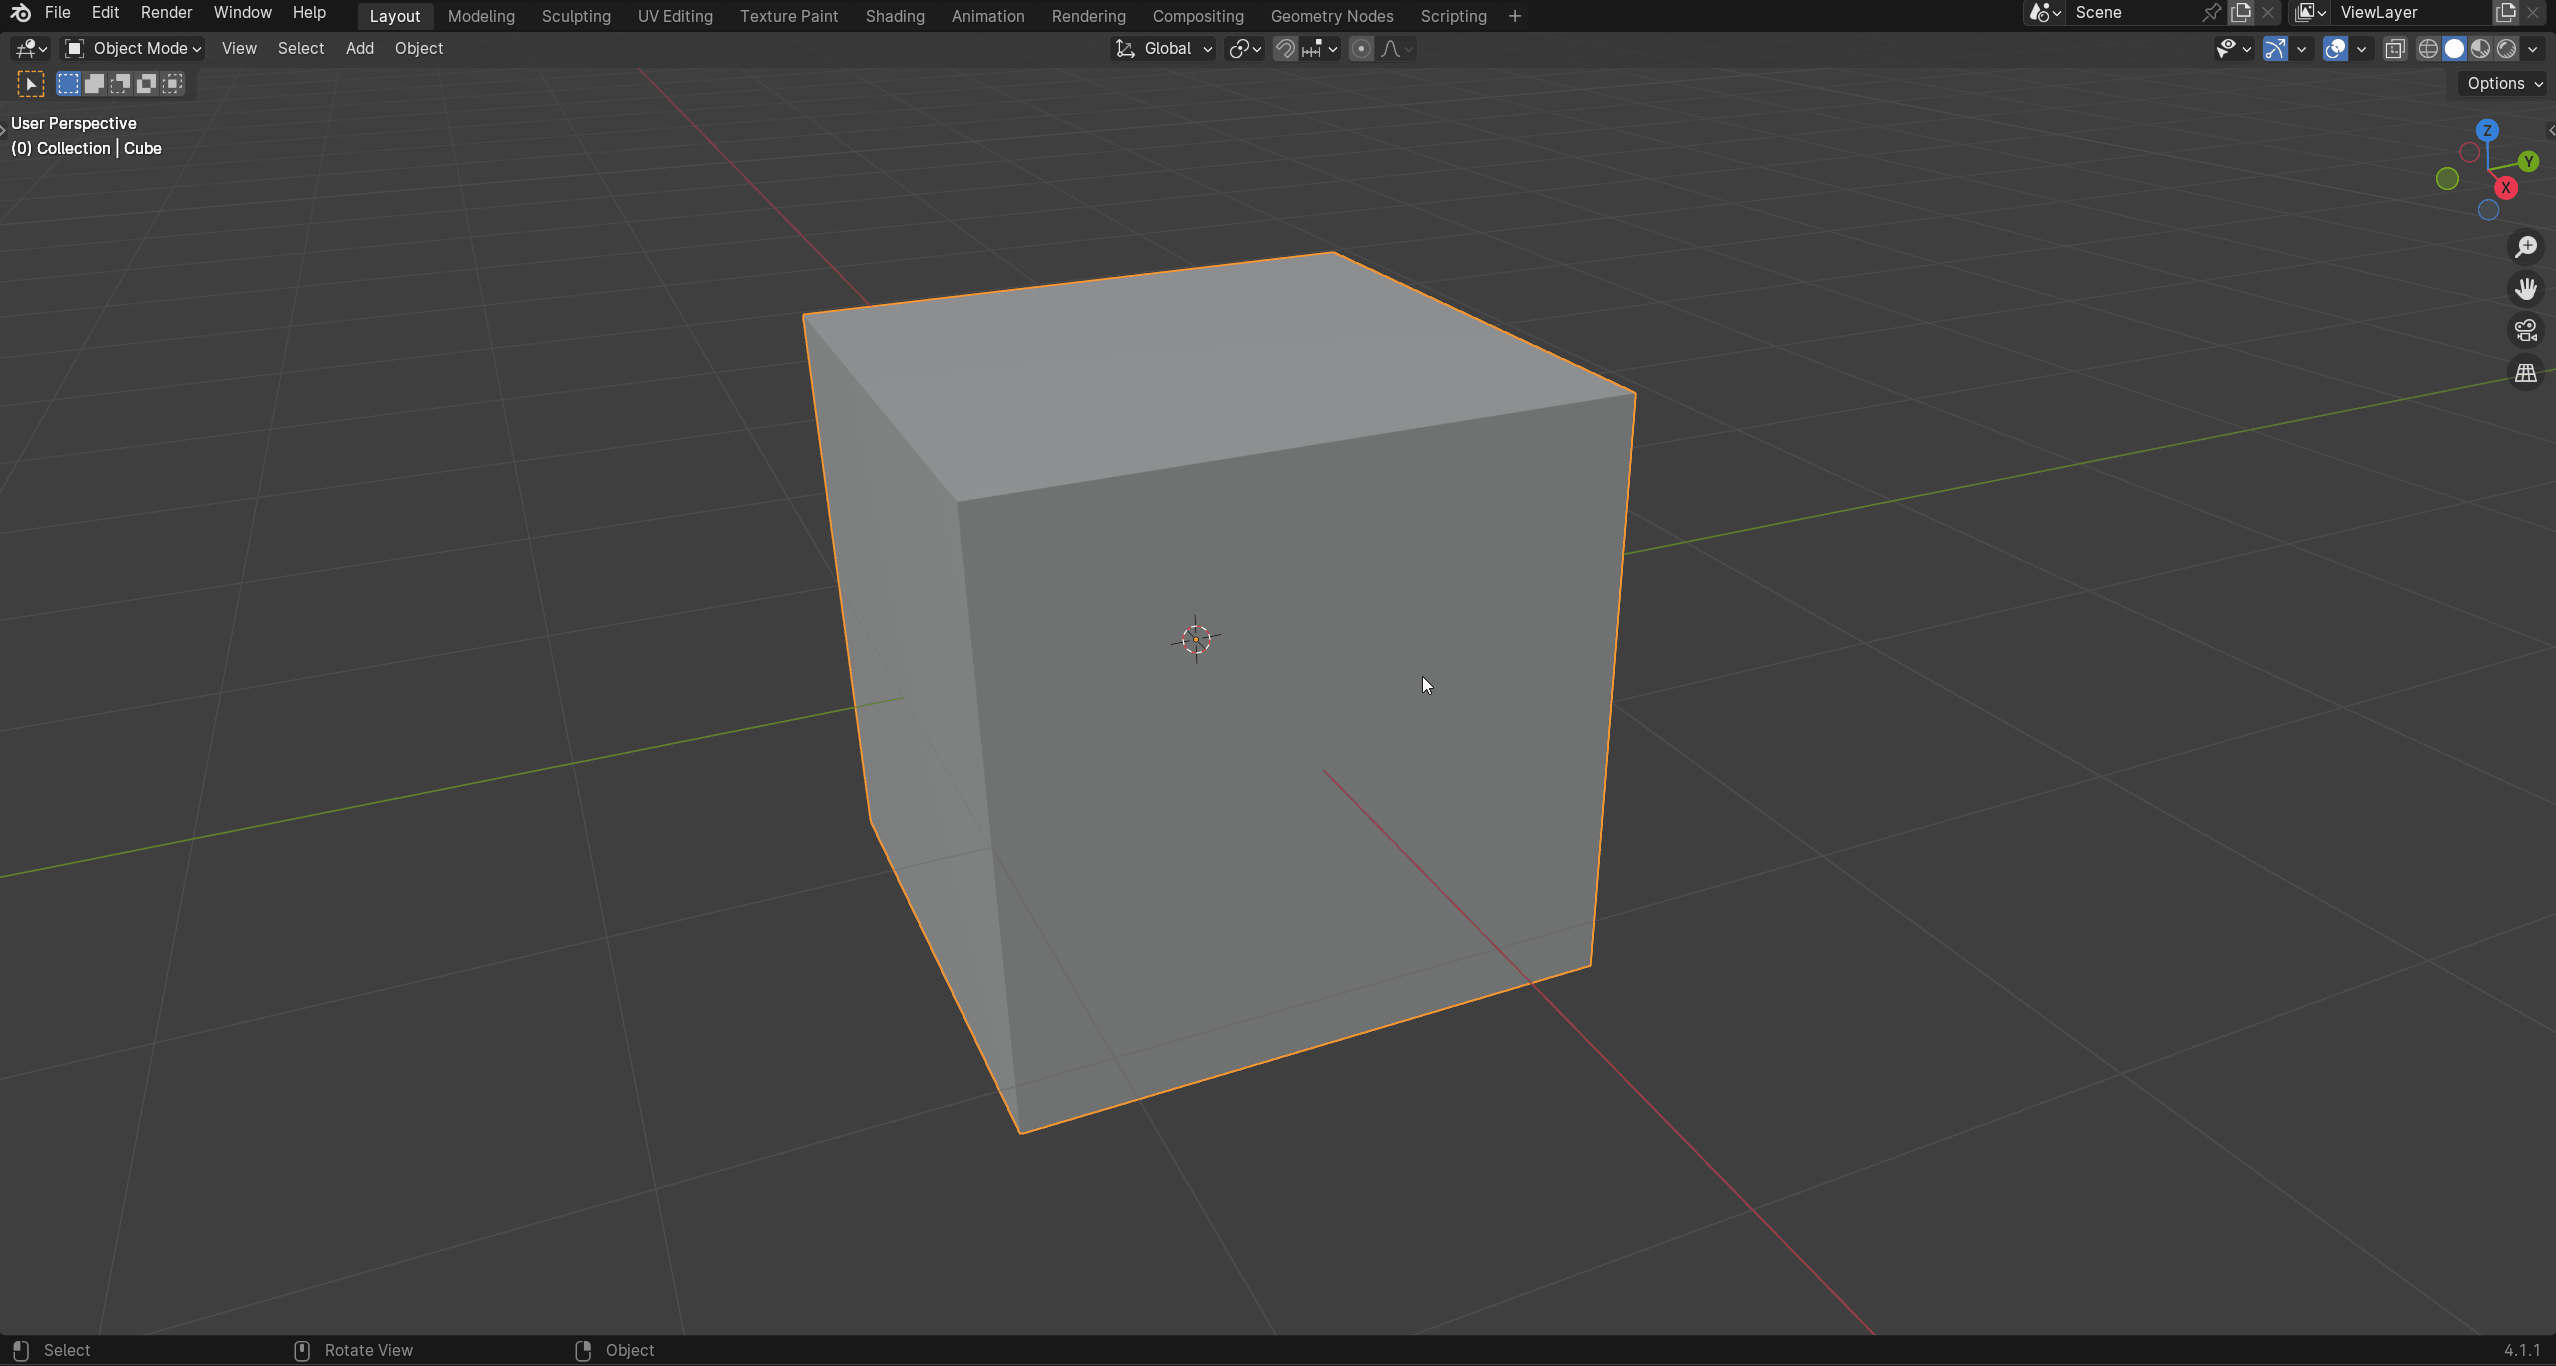 File Edit Render Window Help Layout Modeling Sculpting UV Editing Texture Paint Shading Animation Rendering Compositing Geometry Nodes Scripting + Scene ViewLayer
Object Mode View Select Add Object Global
Options
User Perspective
(0) Collection | Cube
Z
Y
X
Select Rotate View Object 4.1.1